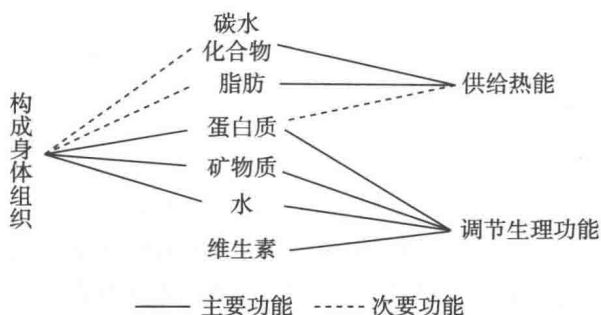 碳水
化合物
脂肪
供给热能
构成身体组织
蛋白质
矿物质
水
维生素
调节生理功能
主要功能 次要功能